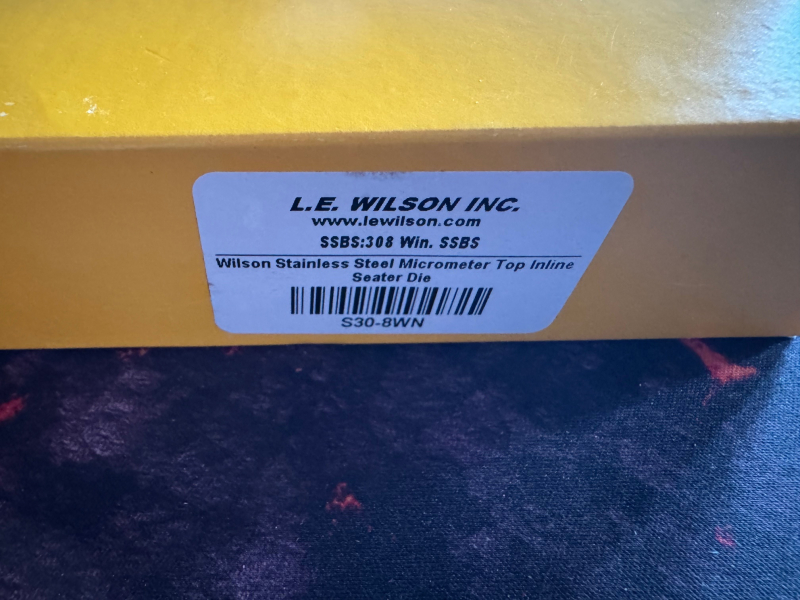 L.E. WILSON INC.
www.lewilson.com
SSBS:308 Win. SSBS
Wilson Stainless Steel Micrometer Top Inline
Seater Die
S30-8WN